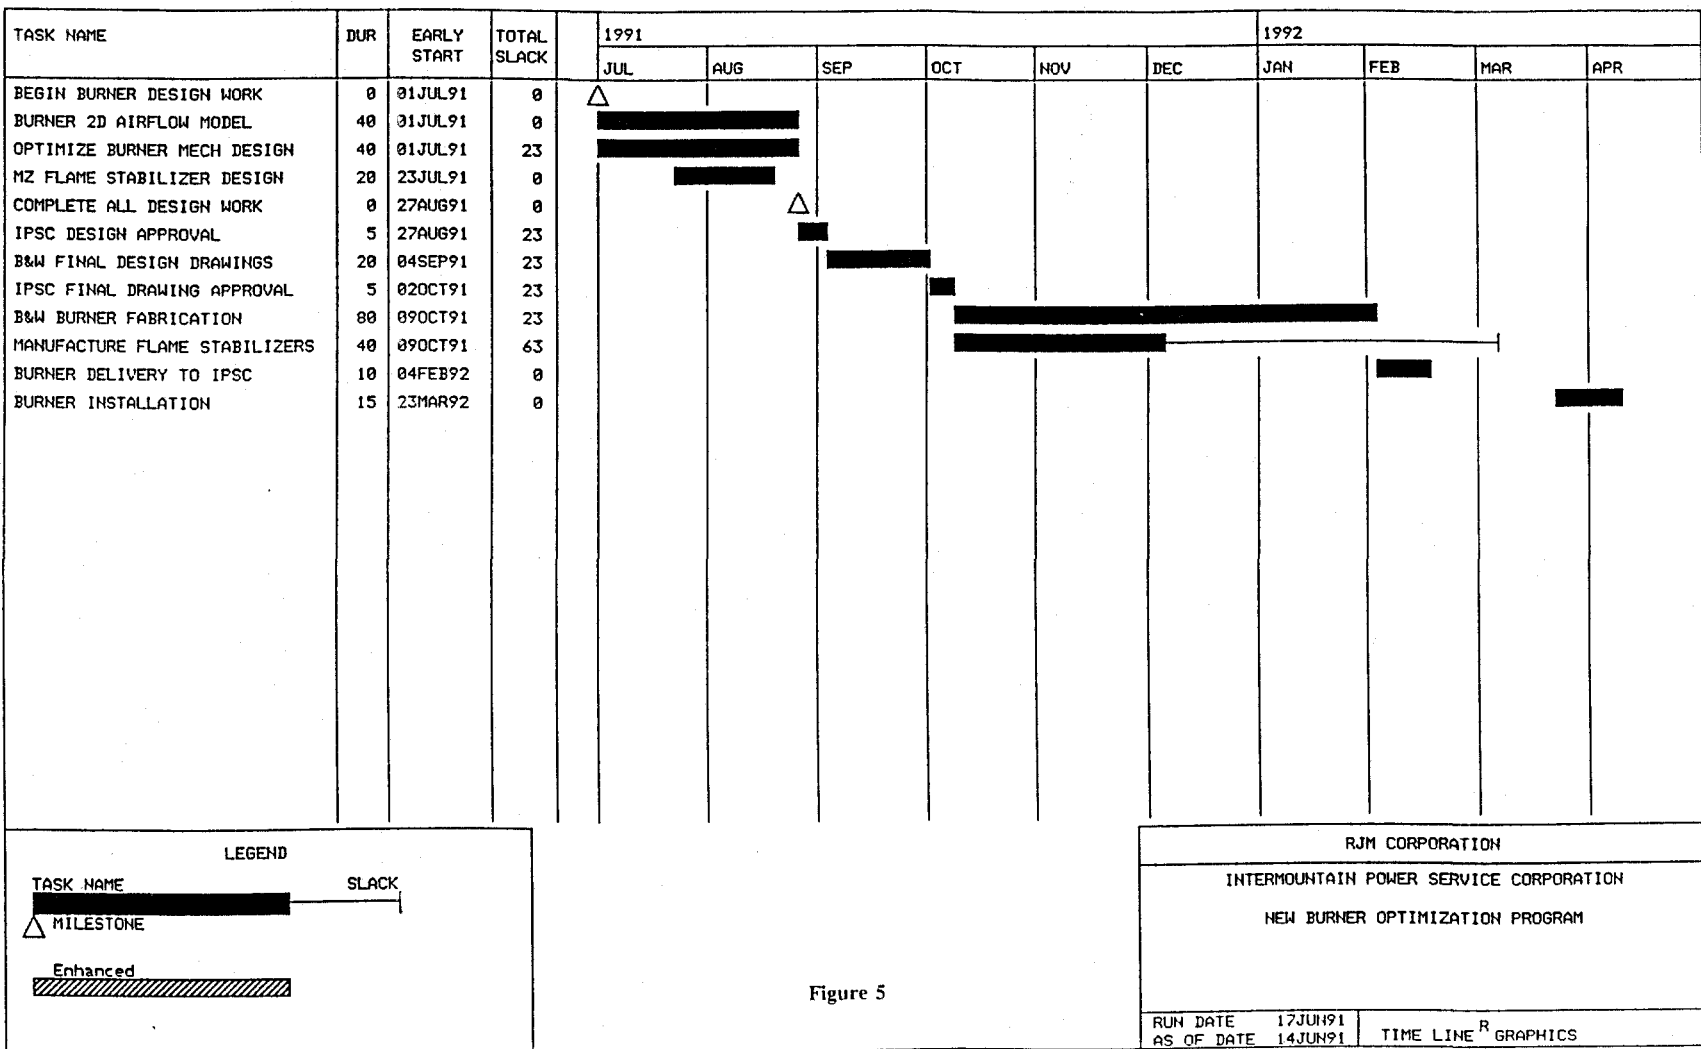 TASK NAME DUR EARLY START TOTAL SLACK 1991 1992
JUL AUG SEP OCT NOV DEC JAN FEB MAR APR
BEGIN BURNER DESIGN WORK 0 01JUL91 0
BURNER 2D AIRFLOW MODEL 40 01JUL91 0
OPTIMIZE BURNER MECH DESIGN 40 01JUL91 23
MZ FLAME STABILIZER DESIGN 20 23JUL91 0
COMPLETE ALL DESIGN WORK 0 27AUG91 0
IPSC DESIGN APPROVAL 5 27AUG91 23
B&W FINAL DESIGN DRAWINGS 20 04SEP91 23
IPSC FINAL DRAWING APPROVAL 5 02OCT91 23
B&W BURNER FABRICATION 80 09OCT91 23
MANUFACTURE FLAME STABILIZERS 40 09OCT91 63
BURNER DELIVERY TO IPSC 10 04FEB92 0
BURNER INSTALLATION 15 23MAR92 0
LEGEND
TASK NAME SLACK
MILESTONE
Enhanced
Figure 5
RJM CORPORATION
INTERMOUNTAIN POWER SERVICE CORPORATION
NEW BURNER OPTIMIZATION PROGRAM
RUN DATE 17JUN91
AS OF DATE 14JUN91
TIME LINE R GRAPHICS